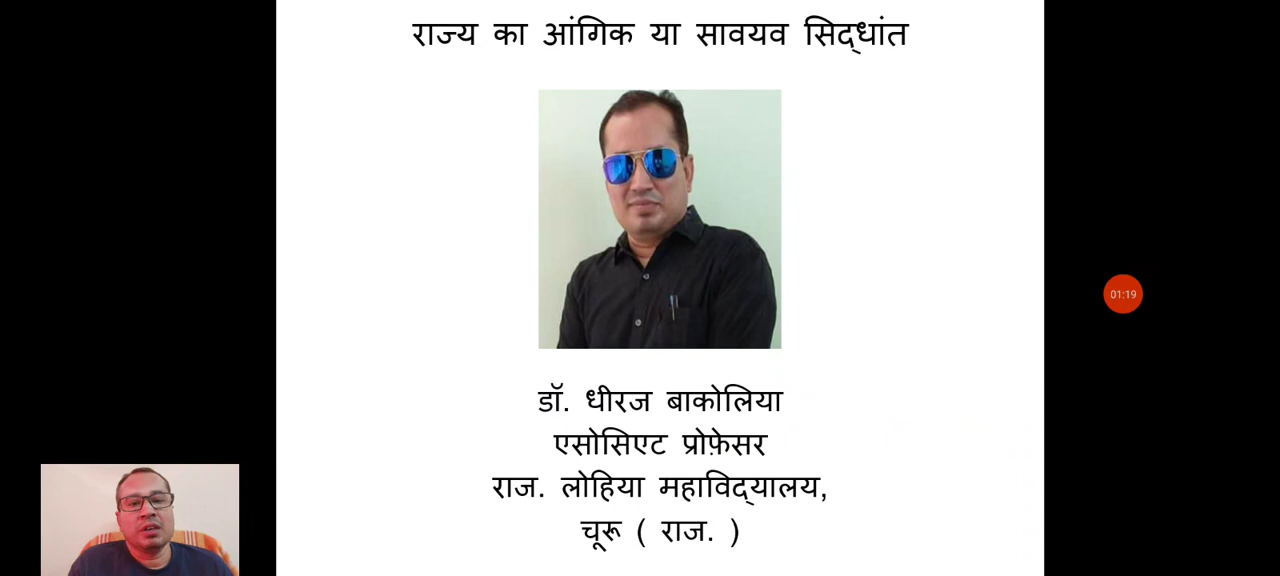 राज्य का आंगिक या सावयव सिद्धांत
01:19
डॉ. धीरज बाकोलिया
एसोसिएट प्रोफ़ेसर
राज. लोहिया महाविद्यालय,
चूरू ( राज. )